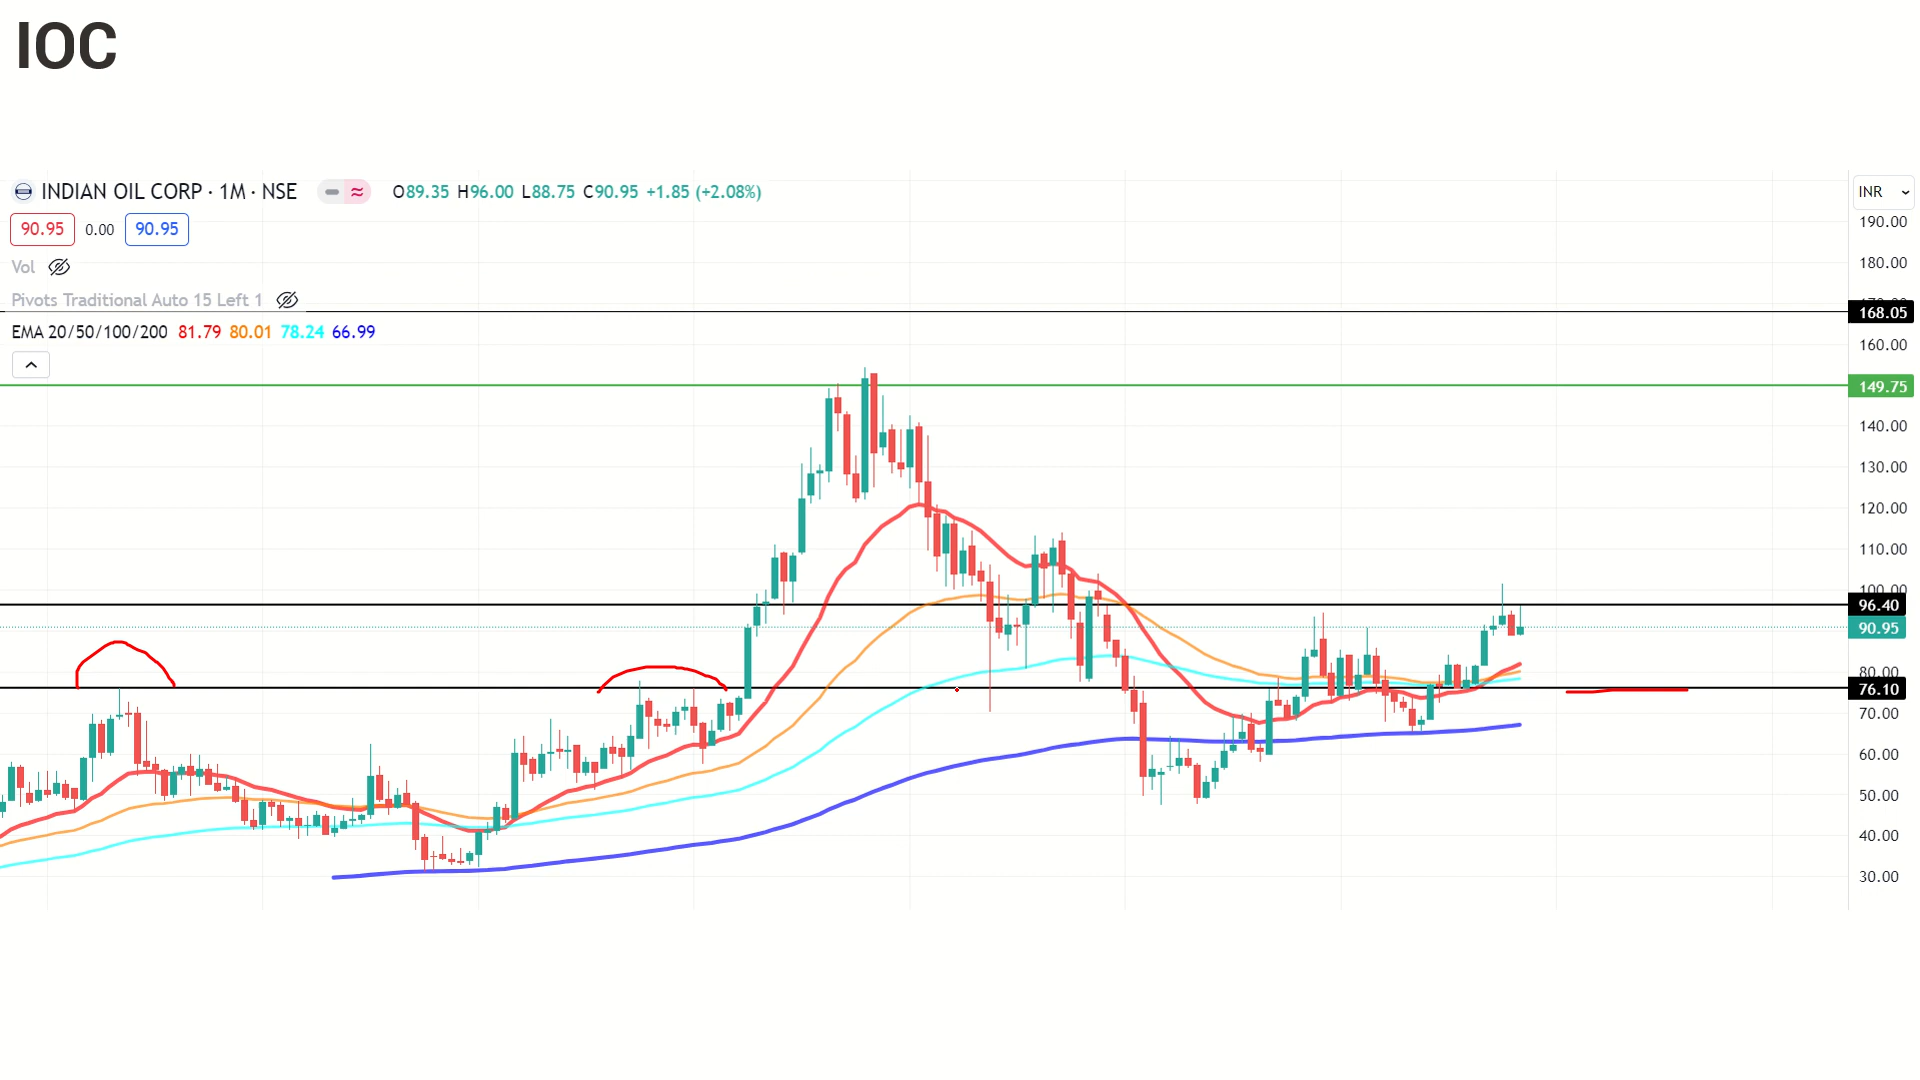 IOC
INDIAN OIL CORP · 1M · NSE O89.35 H96.00 L88.75 C90.95 +1.85 (+2.08%)
INR
90.95 0.00 90.95
190.00
Vol
180.00
Pivots Traditional Auto 15 Left 1
168.05
EMA 20/50/100/200 81.79 80.01 78.24 66.99
160.00
149.75
140.00
130.00
120.00
110.00
100.00
96.40
90.95
80.00
76.10
70.00
60.00
50.00
40.00
30.00